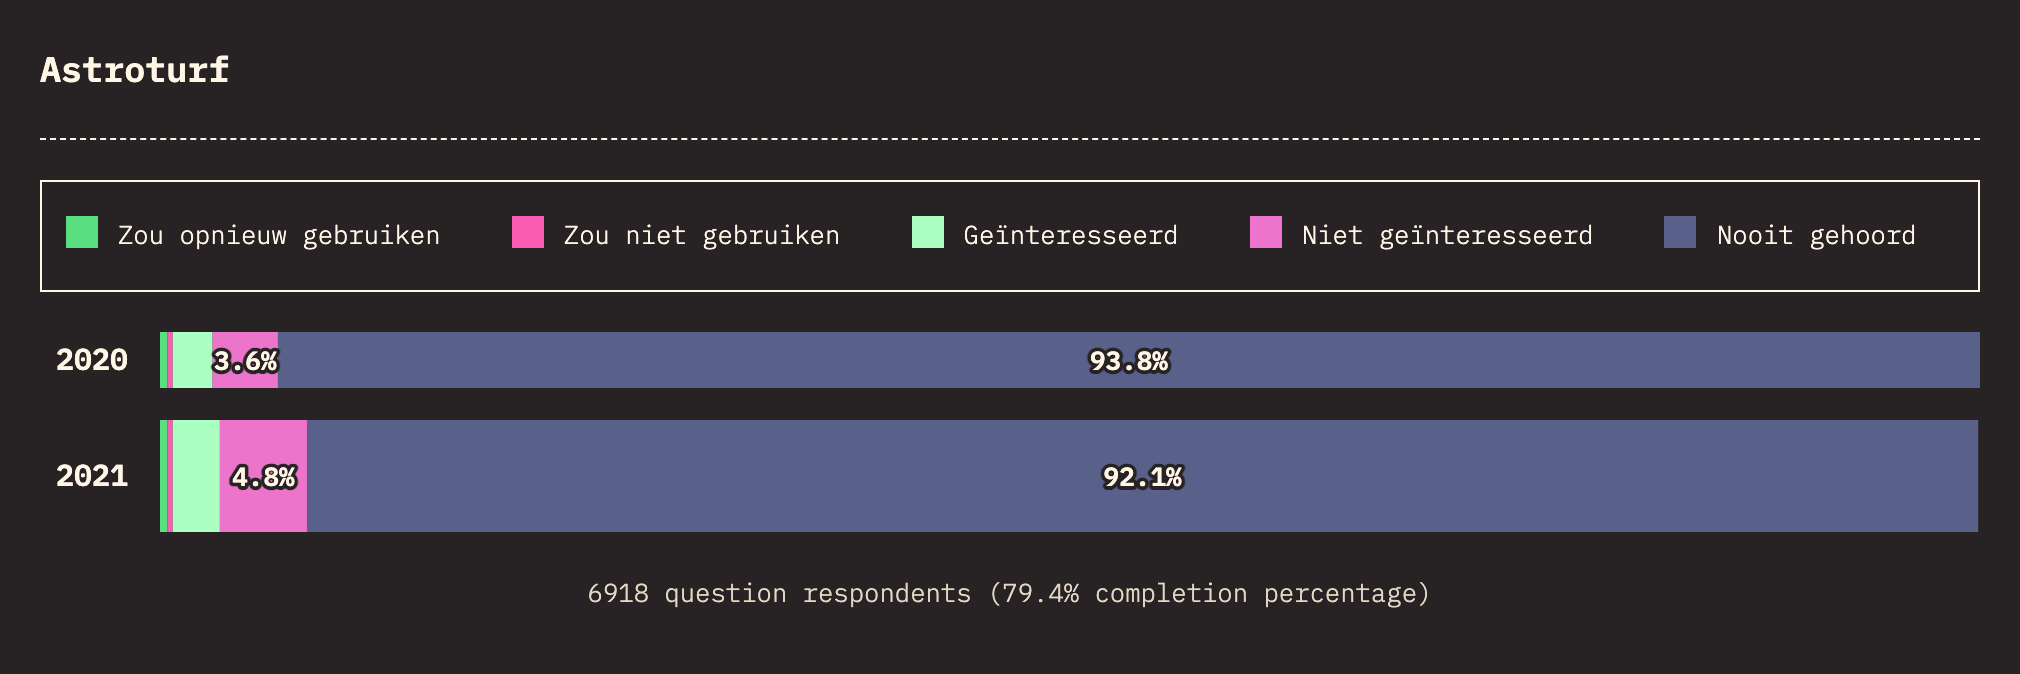 Astroturf
Zou opnieuw gebruiken Zou niet gebruiken Geïnteresseerd Niet geïnteresseerd Nooit gehoord
2020 3.6% 93.8%
2021 4.8% 92.1%
6918 question respondents (79.4% completion percentage)